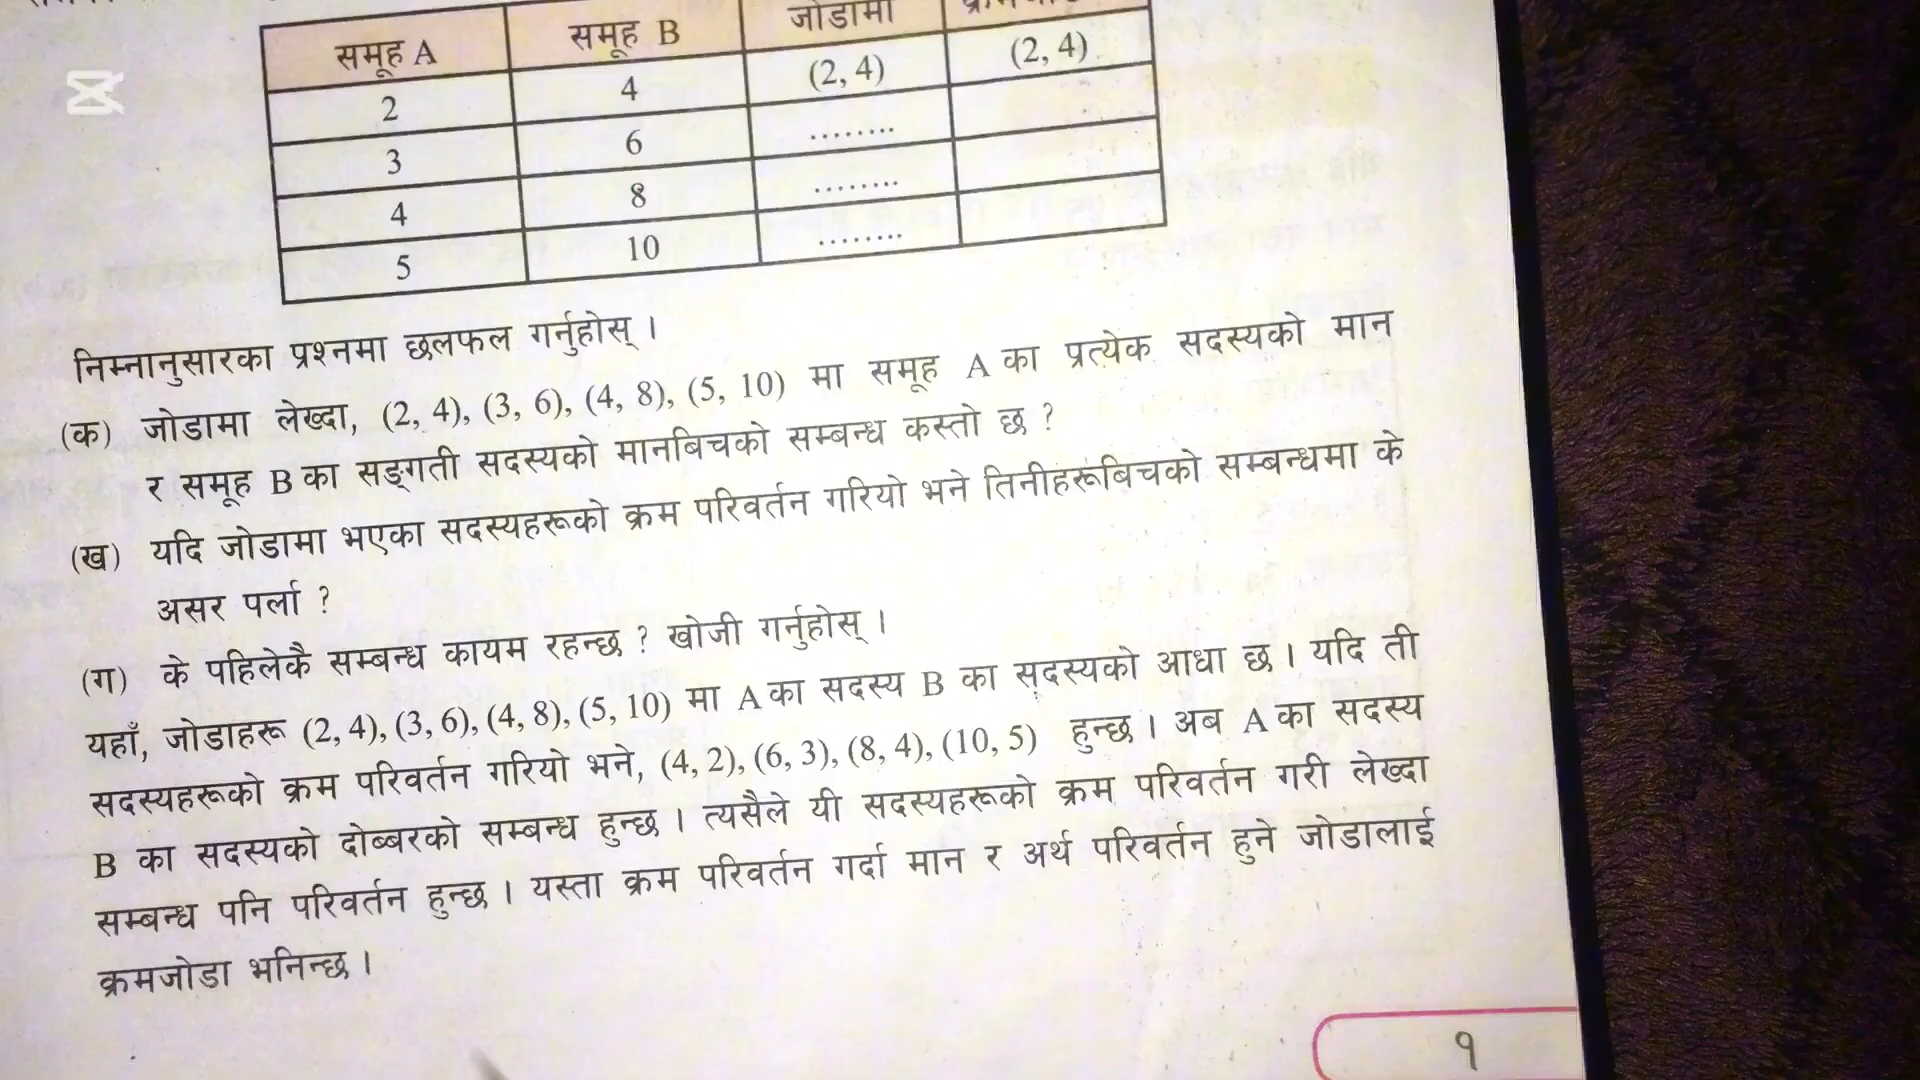 समूह A समूह B जोडामा
2 4 (2, 4) (2, 4)
3 6 ........
4 8 ........
5 10 ........
निम्नानुसारका प्रश्नमा छलफल गर्नुहोस् ।
(क) जोडामा लेख्दा, (2, 4), (3, 6), (4, 8), (5, 10) मा समूह A का प्रत्येक सदस्यको मान
र समूह B का सङ्गती सदस्यको मानबिचको सम्बन्ध कस्तो छ ?
(ख) यदि जोडामा भएका सदस्यहरूको क्रम परिवर्तन गरियो भने तिनीहरूबिचको सम्बन्धमा के
असर पर्ला ?
(ग) के पहिलेकै सम्बन्ध कायम रहन्छ ? खोजी गर्नुहोस् ।
यहाँ, जोडाहरू (2, 4), (3, 6), (4, 8), (5, 10) मा A का सदस्य B का सदस्यको आधा छ । यदि ती
सदस्यहरूको क्रम परिवर्तन गरियो भने, (4, 2), (6, 3), (8, 4), (10, 5) हुन्छ । अब A का सदस्य
B का सदस्यको दोब्बरको सम्बन्ध हुन्छ । त्यसैले यी सदस्यहरूको क्रम परिवर्तन गरी लेख्दा
सम्बन्ध पनि परिवर्तन हुन्छ । यस्ता क्रम परिवर्तन गर्दा मान र अर्थ परिवर्तन हुने जोडालाई
क्रमजोडा भनिन्छ ।
१